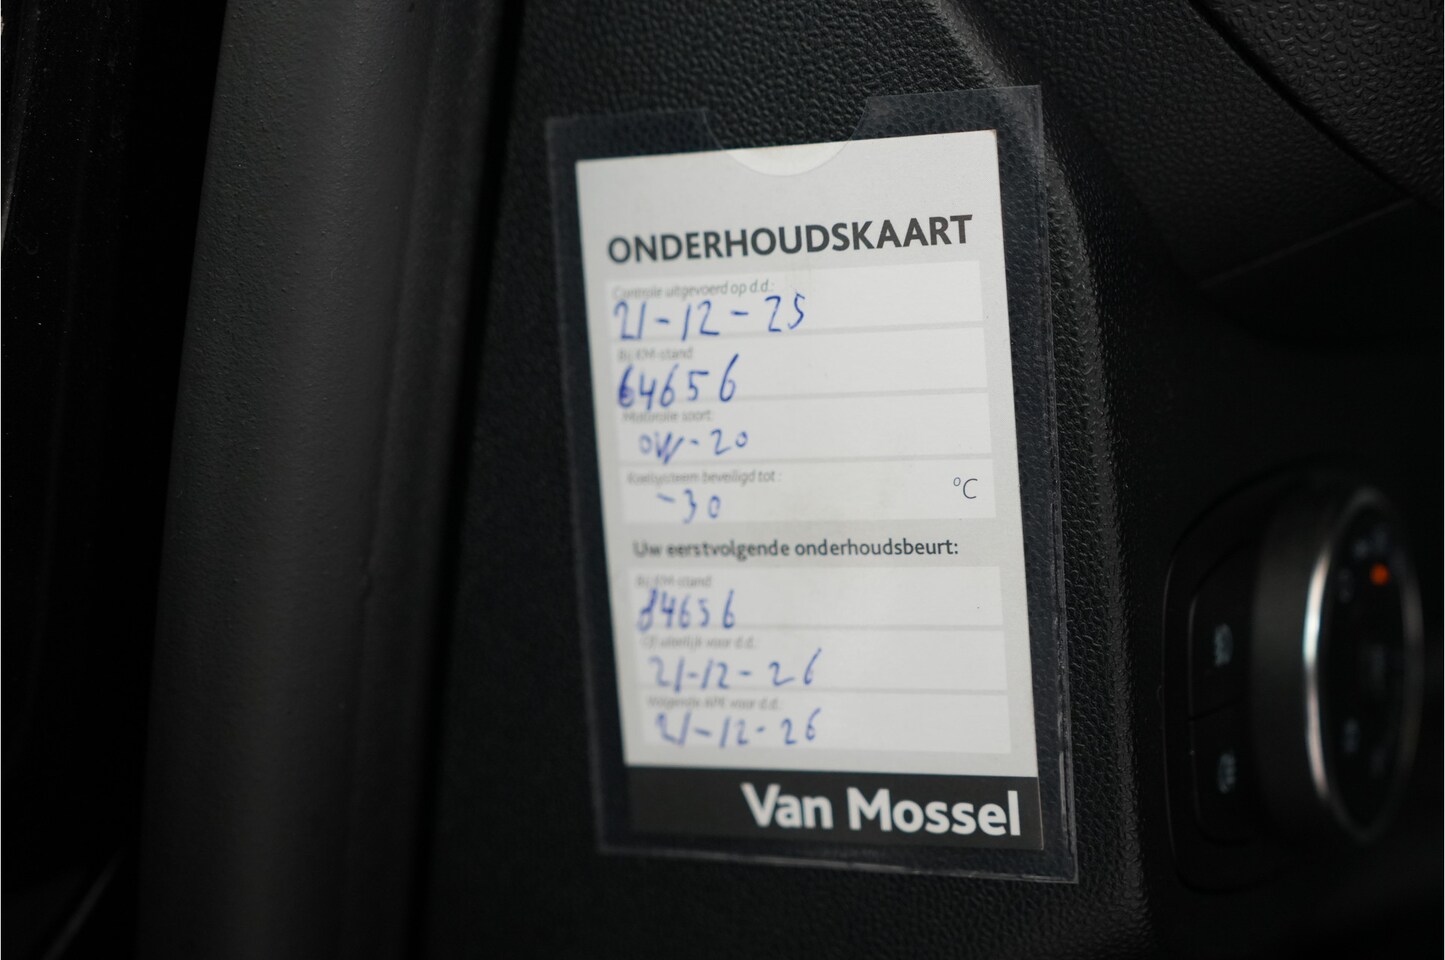 ONDERHOUDSKAART
Controle uitgevoerd op d.d.:
21-12-25
Bij KM-stand
64656
Motorolie soort:
0W-20
Koelsysteem beveiligd tot:
-30 °C
Uw eerstvolgende onderhoudsbeurt:
Bij KM-stand
84656
Of uiterlijk voor d.d.:
21-12-26
Volgende APK voor d.d.:
21-12-26
Van Mossel